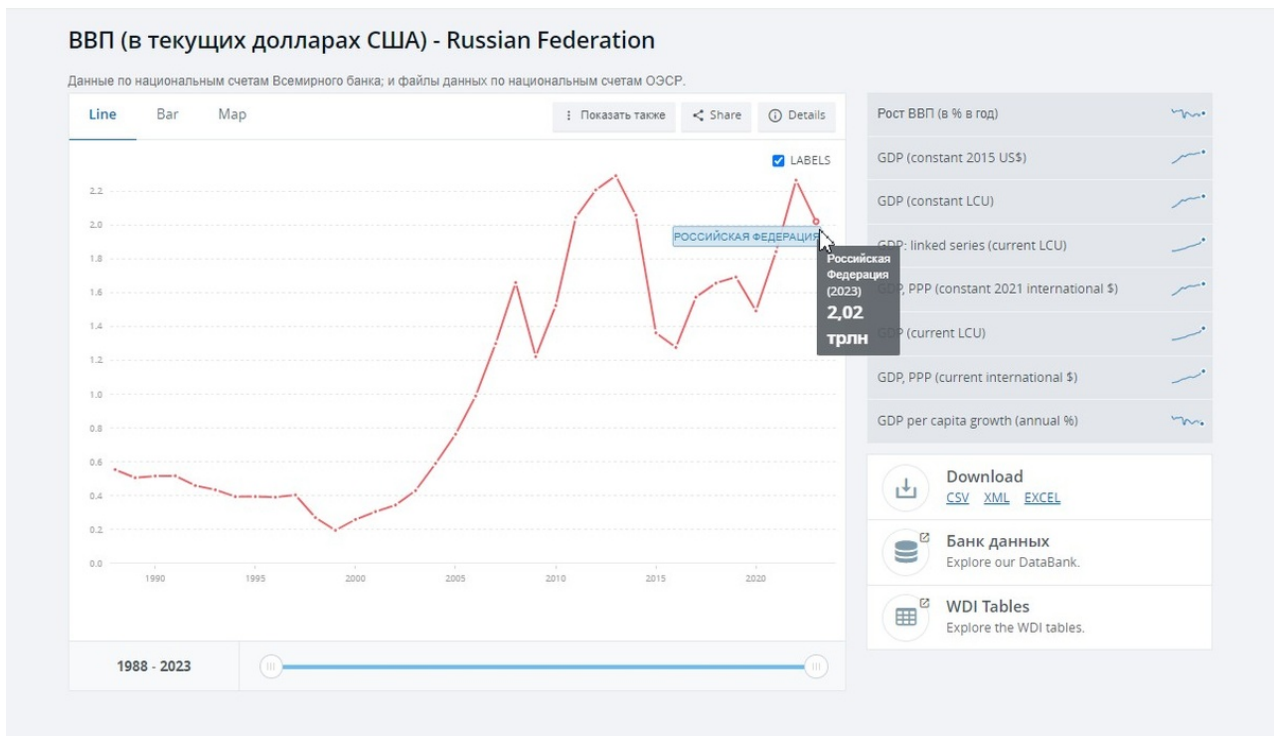 ВВП (в текущих долларах США) - Russian Federation
Данные по национальным счетам Всемирного банка; и файлы данных по национальным счетам ОЭСР.
Line Bar Map Показать также Share Details
LABELS
2.2
2.0
1.8
1.6
1.4
1.2
1.0
0.8
0.6
0.4
0.2
0.0
1990 1995 2000 2005 2010 2015 2020
РОССИЙСКАЯ ФЕДЕРАЦИЯ
Российская
Федерация
(2023)
2,02
трлн
1988 - 2023
Рост ВВП (в % в год)
GDP (constant 2015 US$)
GDP (constant LCU)
GDP: linked series (current LCU)
, PPP (constant 2021 international $)
(current LCU)
GDP, PPP (current international $)
GDP per capita growth (annual %)
Download
CSV XML EXCEL
Банк данных
Explore our DataBank.
WDI Tables
Explore the WDI tables.